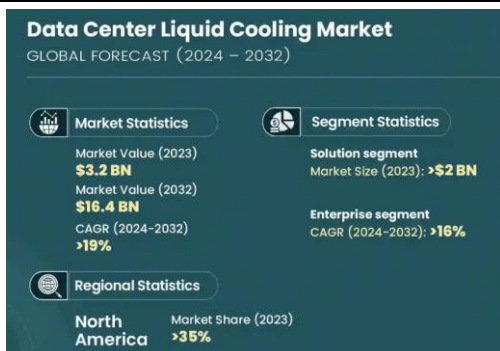 Data Center Liquid Cooling Market
GLOBAL FORECAST (2024 – 2032)
Market Statistics
Market Value (2023)
$3.2 BN
Market Value (2032)
$16.4 BN
CAGR (2024-2032)
>19%
Segment Statistics
Solution segment
Market Size (2023): >$2 BN
Enterprise segment
CAGR (2024-2032): >16%
Regional Statistics
North
America
Market Share (2023)
>35%